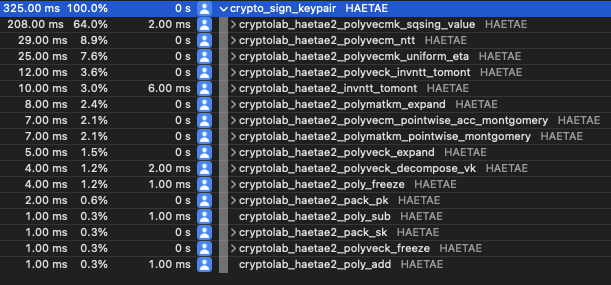 325.00 ms 100.0% 0 s crypto_sign_keypair HAETAE
208.00 ms 64.0% 2.00 ms cryptolab_haetae2_polyvecmk_sqsing_value HAETAE
29.00 ms 8.9% 0 s cryptolab_haetae2_polyvecm_ntt HAETAE
25.00 ms 7.6% 0 s cryptolab_haetae2_polyvecmk_uniform_eta HAETAE
12.00 ms 3.6% 0 s cryptolab_haetae2_polyveck_invntt_tomont HAETAE
10.00 ms 3.0% 6.00 ms cryptolab_haetae2_invntt_tomont HAETAE
8.00 ms 2.4% 0 s cryptolab_haetae2_polymatkm_expand HAETAE
7.00 ms 2.1% 0 s cryptolab_haetae2_polyvecm_pointwise_acc_montgomery HAETAE
7.00 ms 2.1% 0 s cryptolab_haetae2_polymatkm_pointwise_montgomery HAETAE
5.00 ms 1.5% 0 s cryptolab_haetae2_polyveck_expand HAETAE
4.00 ms 1.2% 2.00 ms cryptolab_haetae2_polyveck_decompose_vk HAETAE
4.00 ms 1.2% 1.00 ms cryptolab_haetae2_poly_freeze HAETAE
2.00 ms 0.6% 0 s cryptolab_haetae2_pack_pk HAETAE
1.00 ms 0.3% 1.00 ms cryptolab_haetae2_poly_sub HAETAE
1.00 ms 0.3% 0 s cryptolab_haetae2_pack_sk HAETAE
1.00 ms 0.3% 0 s cryptolab_haetae2_polyveck_freeze HAETAE
1.00 ms 0.3% 1.00 ms cryptolab_haetae2_poly_add HAETAE